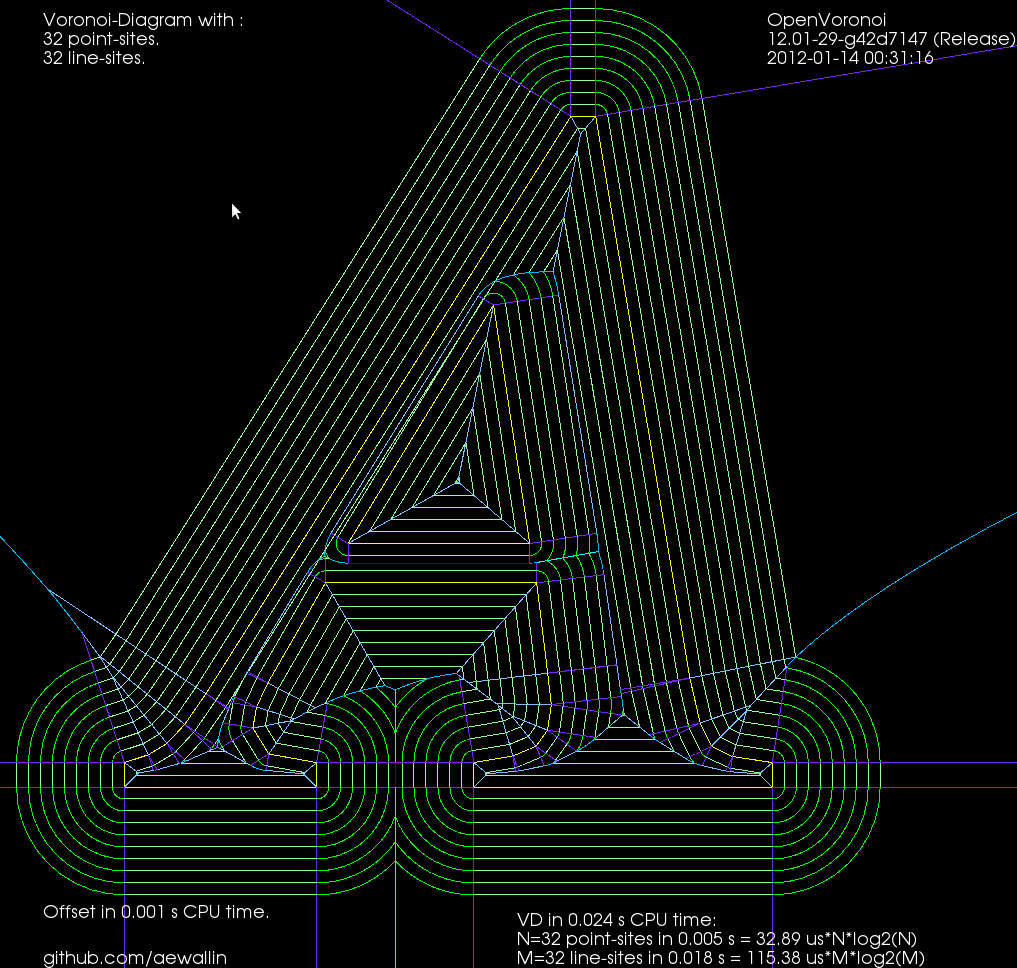 Voronoi-Diagram with :
32 point-sites.
32 line-sites.
OpenVoronoi
12.01-29-g42d7147 (Release)
2012-01-14 00:31:16
Offset in 0.001 s CPU time.
github.com/aewallin
VD in 0.024 s CPU time:
N=32 point-sites in 0.005 s = 32.89 us*N*log2(N)
M=32 line-sites in 0.018 s = 115.38 us*M*log2(M)